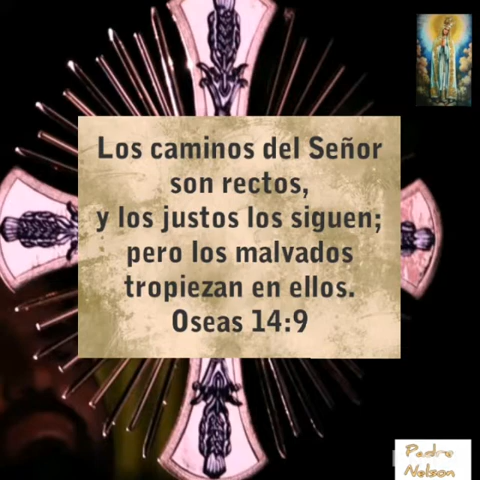 Los caminos del Señor
son rectos,
y los justos los siguen;
pero los malvados
tropiezan en ellos.
Oseas 14:9
Pedro
Nelson